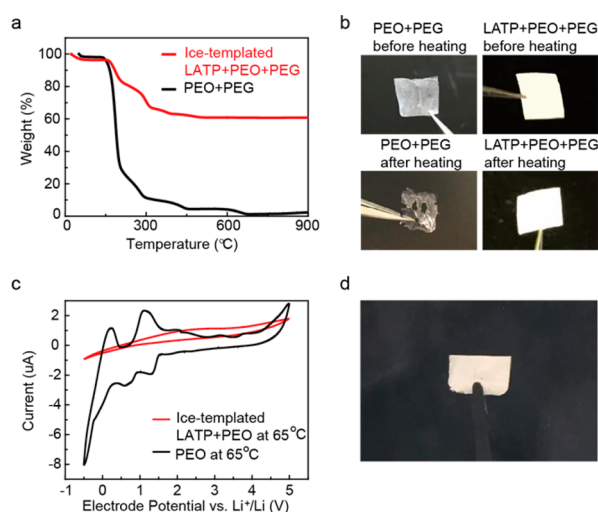 a
100
80
60
40
20
0
Weight (%)
0
300
600
900
Temperature (°C)
Ice-templated
LATP+PEO+PEG
PEO+PEG
b
PEO+PEG
before heating
LATP+PEO+PEG
before heating
PEO+PEG
after heating
LATP+PEO+PEG
after heating
c
2
0
-2
-4
-6
-8
Current (uA)
-1
0
1
2
3
4
5
Electrode Potential vs. Li⁺/Li (V)
Ice-templated
LATP+PEO at 65°C
PEO at 65°C
d